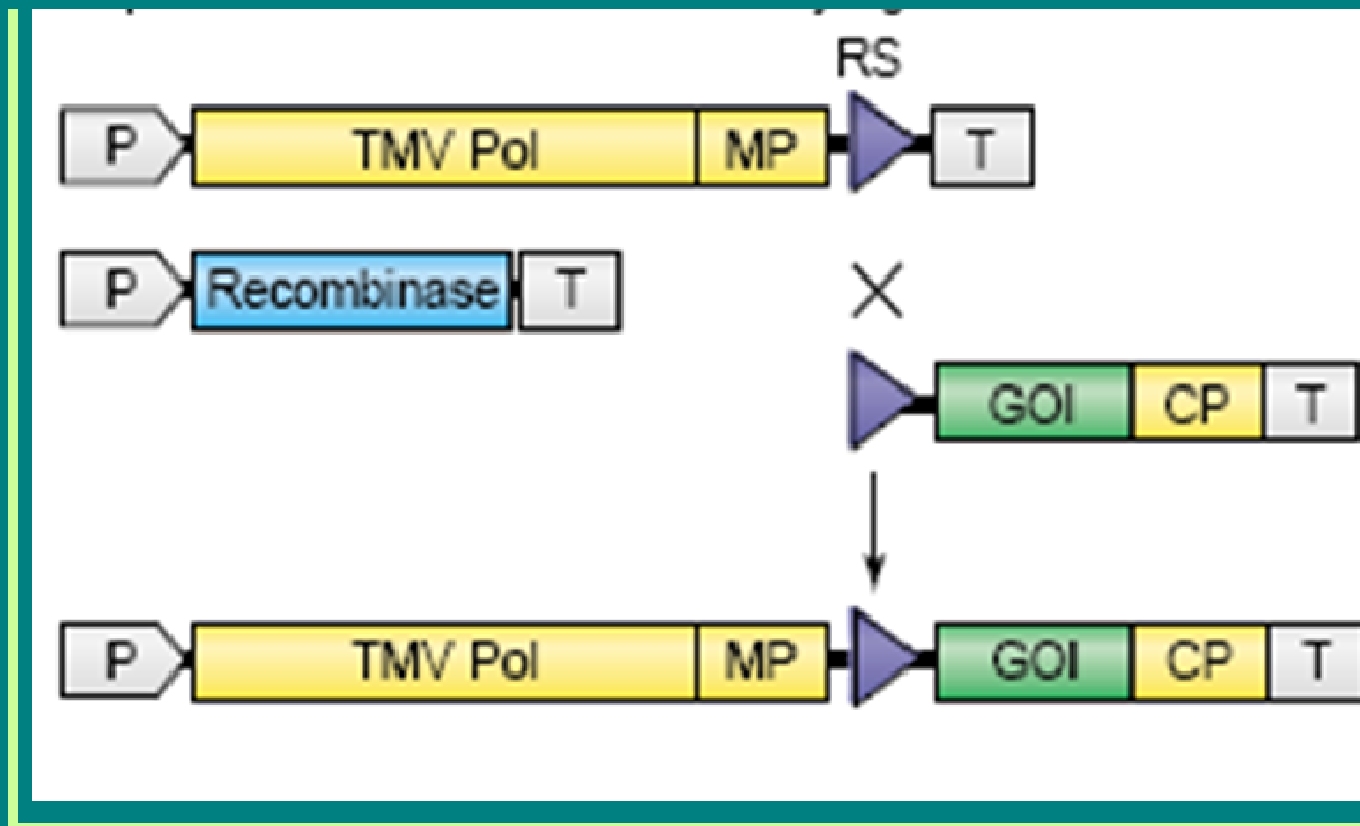 RS
P TMV Pol MP T
P Recombinase T
GOI CP T
P TMV Pol MP GOI CP T